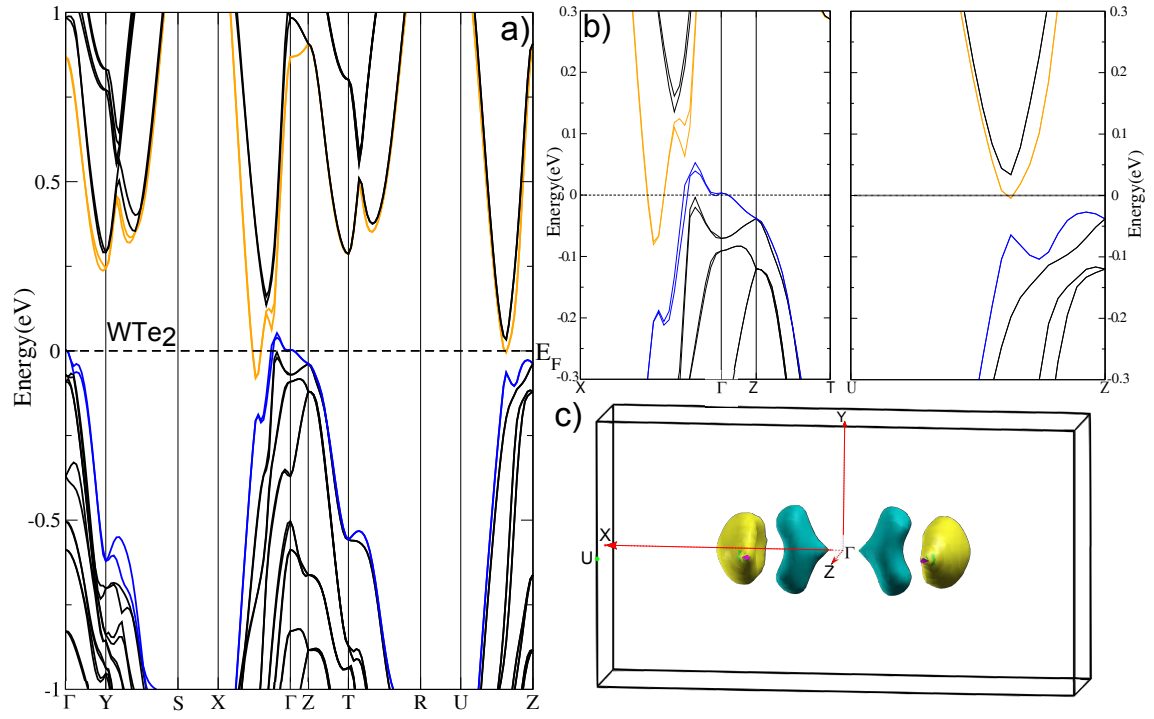 a)
1
0.5
0
-0.5
-1
Energy(eV)
WTe2
EF
Γ Y S X Γ Z T R U Z
b)
0.3
0.2
0.1
0
-0.1
-0.2
-0.3
Energy(eV)
X Γ Z T
0.3
0.2
0.1
0
-0.1
-0.2
-0.3
Energy(eV)
U Z
c)
Y
X
U
Z
Γ